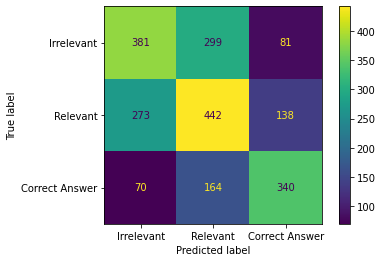 Irrelevant 381 299 81
Relevant 273 442 138
Correct Answer 70 164 340
Irrelevant Relevant Correct Answer
Predicted label
True label
400
350
300
250
200
150
100